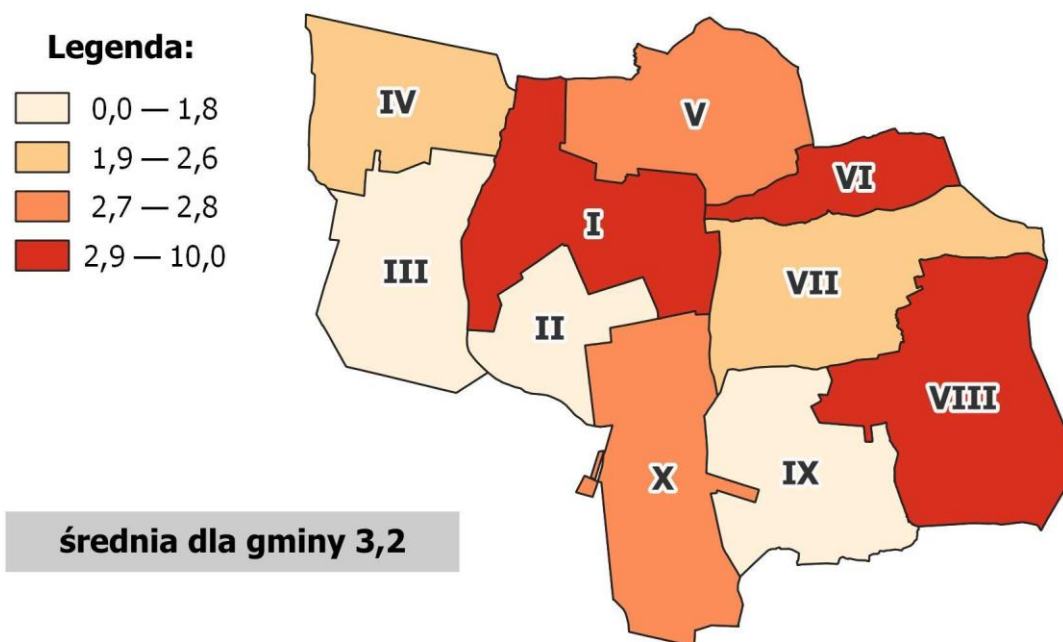 Legenda:
0,0 — 1,8
1,9 — 2,6
2,7 — 2,8
2,9 — 10,0
IV
V
VI
I
III
VII
II
VIII
IX
X
średnia dla gminy 3,2